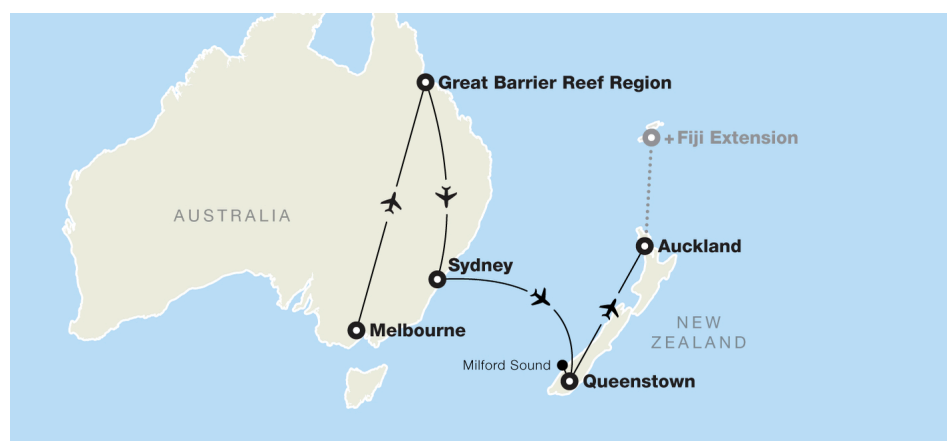 Great Barrier Reef Region
+ Fiji Extension
AUSTRALIA
Auckland
Sydney
Melbourne
NEW
ZEALAND
Milford Sound
Queenstown